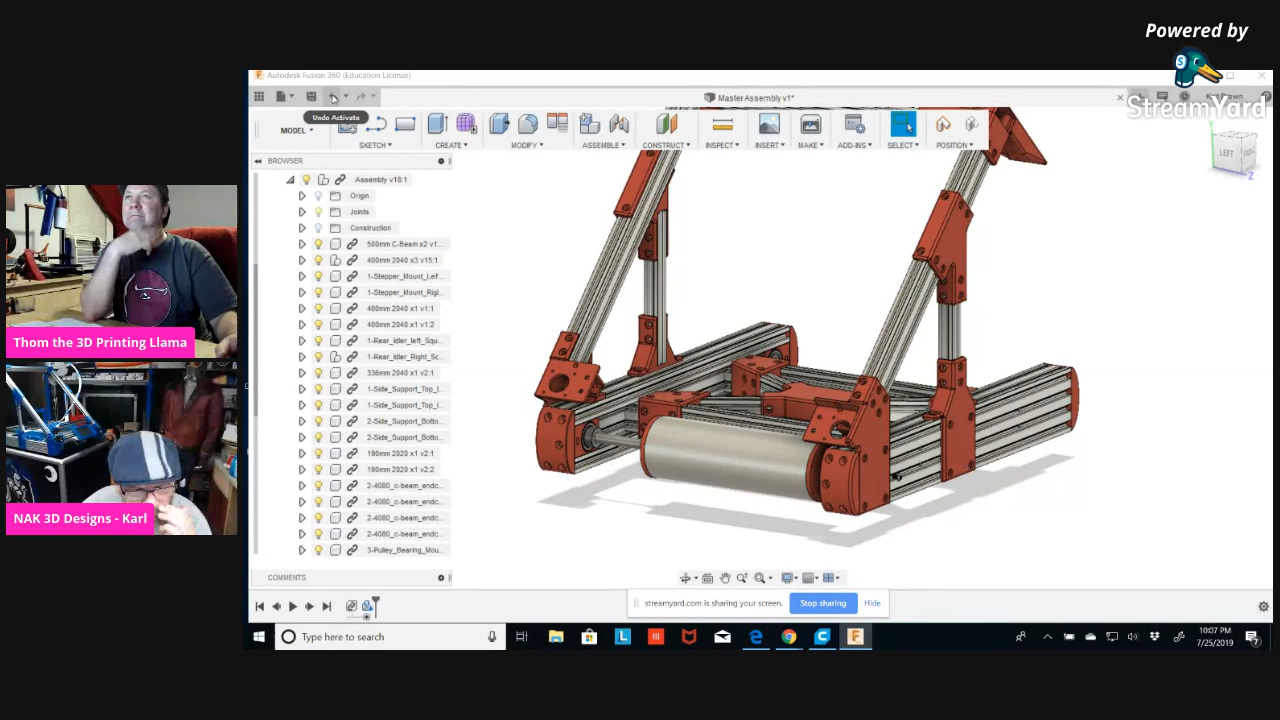 Powered by
StreamYard
Autodesk Fusion 360 (Education License)
Master Assembly v1*
Undo Activate
MODEL
SKETCH
CREATE
MODIFY
ASSEMBLE
CONSTRUCT
INSPECT
INSERT
MAKE
ADD-INS
SELECT
POSITION
BROWSER
LEFT
Y
Z
Assembly v18:1
Origin
Joints
Construction
500mm C-Beam x2 v1...
400mm 2040 x3 v15:1
1-Stepper_Mount_Lef...
1-Stepper_Mount_Rig...
400mm 2040 x1 v1:1
400mm 2040 x1 v1:2
1-Rear_Idler_left_Squ...
1-Rear_Idler_Right_Sc...
336mm 2040 x1 v2:1
1-Side_Support_Top_l...
1-Side_Support_Top_l...
2-Side_Support_Botto...
2-Side_Support_Botto...
190mm 2020 x1 v2:1
190mm 2020 x1 v2:2
2-4080_c-beam_endc...
2-4080_c-beam_endc...
2-4080_c-beam_endc...
2-4080_c-beam_endc...
3-Pulley_Bearing_Mou...
COMMENTS
Thom the 3D Printing Llama
NAK 3D Designs - Karl
streamyard.com is sharing your screen.
Stop sharing
Hide
Type here to search
10:07 PM
7/25/2019